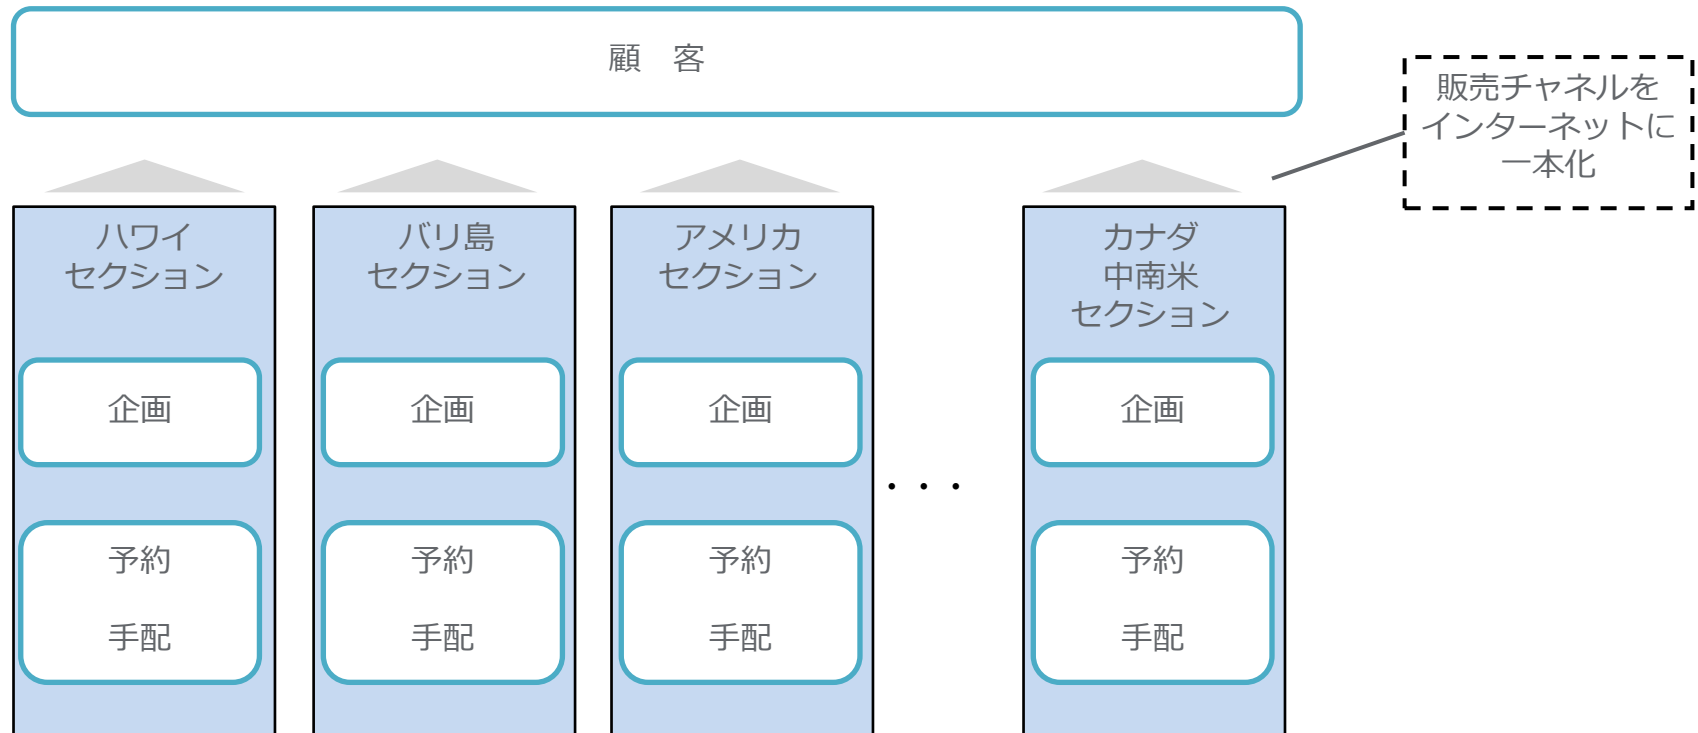 顧　客
販売チャネルを
インターネットに
一本化
ハワイ
セクション
バリ島
セクション
アメリカ
セクション
カナダ
中南米
セクション
企画
企画
企画
企画
・・・
予約
手配
予約
手配
予約
手配
予約
手配